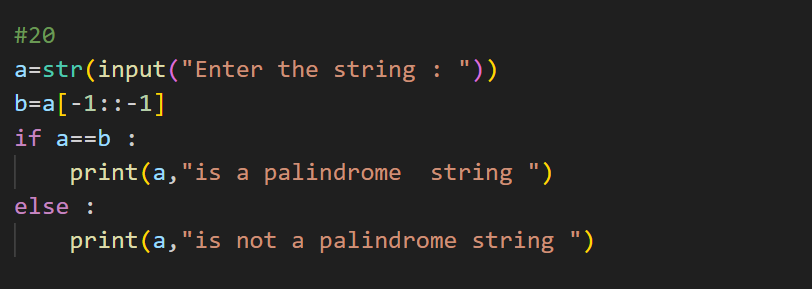 #20
a=str(input("Enter the string : "))
b=a[-1::-1]
if a==b :
    print(a,"is a palindrome  string ")
else :
    print(a,"is not a palindrome string ")